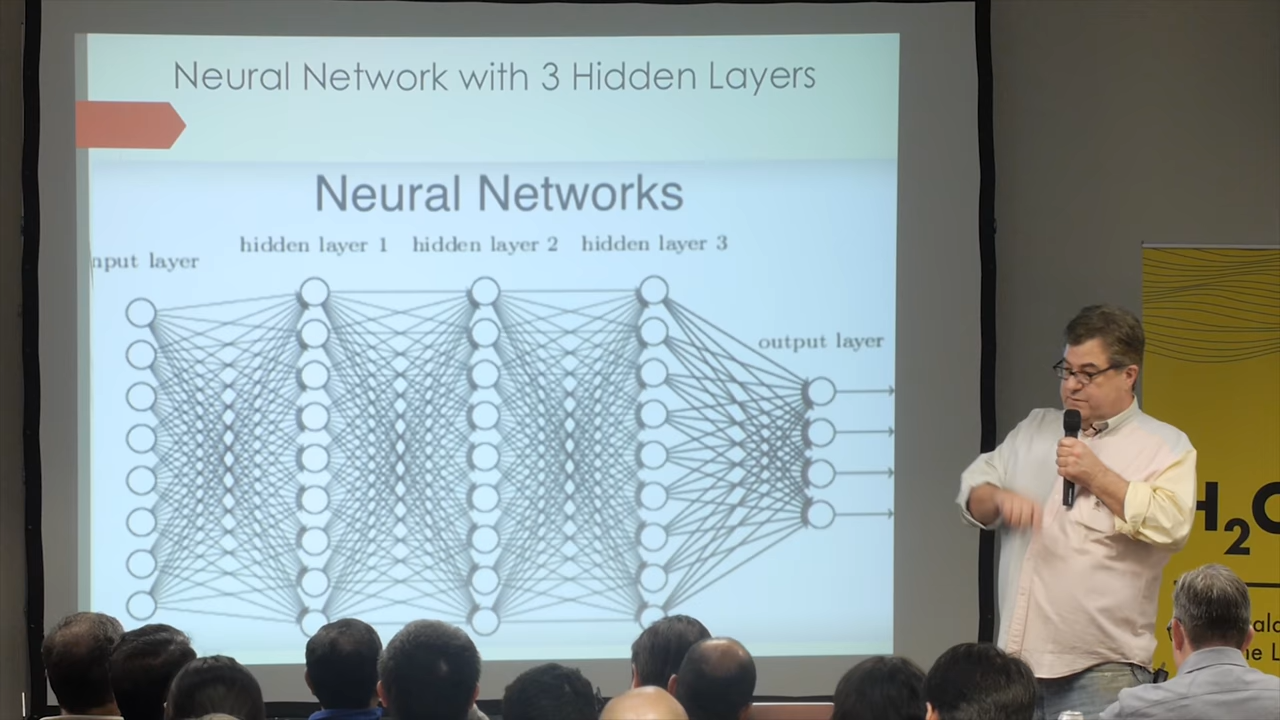 Neural Network with 3 Hidden Layers
Neural Networks
hidden layer 1 hidden layer 2 hidden layer 3
nput layer
output layer
H2